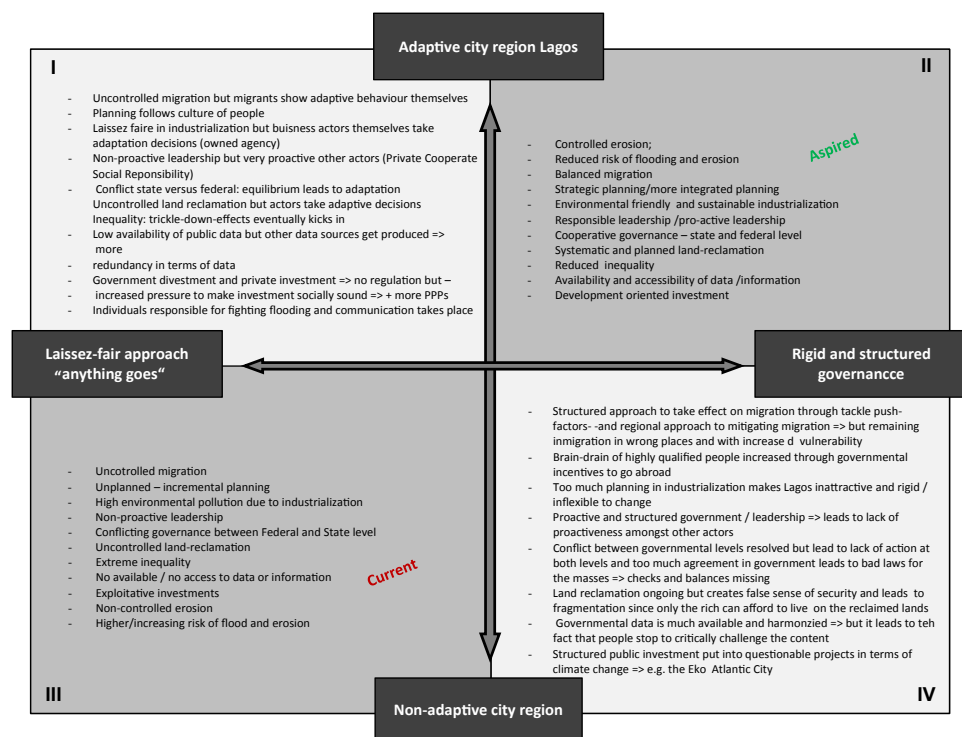 Adaptive city region Lagos
I
- Uncontrolled migration but migrants show adaptive behaviour themselves
- Planning follows culture of people
- Laissez faire in industrialization but buisness actors themselves take
adaptation decisions (owned agency)
- Non-proactive leadership but very proactive other actors (Private Cooperate
Social Reponsibility)
- Conflict state versus federal: equilibrium leads to adaptation
Uncontrolled land reclamation but actors take adaptive decisions
Inequality: trickle-down-effects eventually kicks in
- Low availability of public data but other data sources get produced =>
more
- redundancy in terms of data
- Government divestment and private investment => no regulation but –
- increased pressure to make investment socially sound => + more PPPs
- Individuals responsible for fighting flooding and communication takes place
II
Aspired
- Controlled erosion;
- Reduced risk of flooding and erosion
- Balanced migration
- Strategic planning/more integrated planning
- Environmental friendly and sustainable industrialization
- Responsible leadership /pro-active leadership
- Cooperative governance – state and federal level
- Systematic and planned land-reclamation
- Reduced inequality
- Availability and accessibility of data /information
- Development oriented investment
Laissez-fair approach
“anything goes“
Rigid and structured
governancce
- Uncontrolled migration
- Unplanned – incremental planning
- High environmental pollution due to industrialization
- Non-proactive leadership
- Conflicting governance between Federal and State level
- Uncontrolled land-reclamation
- Extreme inequality
- No available / no access to data or information
- Exploitative investments
- Non-controlled erosion
- Higher/increasing risk of flood and erosion
Current
III
- Structured approach to take effect on migration through tackle push-
factors- -and regional approach to mitigating migration => but remaining
inmigration in wrong places and with increase d vulnerability
- Brain-drain of highly qualified people increased through governmental
incentives to go abroad
- Too much planning in industrialization makes Lagos inattractive and rigid /
inflexible to change
- Proactive and structured government / leadership => leads to lack of
proactiveness amongst other actors
- Conflict between governmental levels resolved but lead to lack of action at
both levels and too much agreement in government leads to bad laws for
the masses => checks and balances missing
- Land reclamation ongoing but creates false sense of security and leads to
fragmentation since only the rich can afford to live on the reclaimed lands
- Governmental data is much available and harmonzied => but it leads to teh
fact that people stop to critically challenge the content
- Structured public investment put into questionable projects in terms of
climate change => e.g. the Eko Atlantic City
IV
Non-adaptive city region